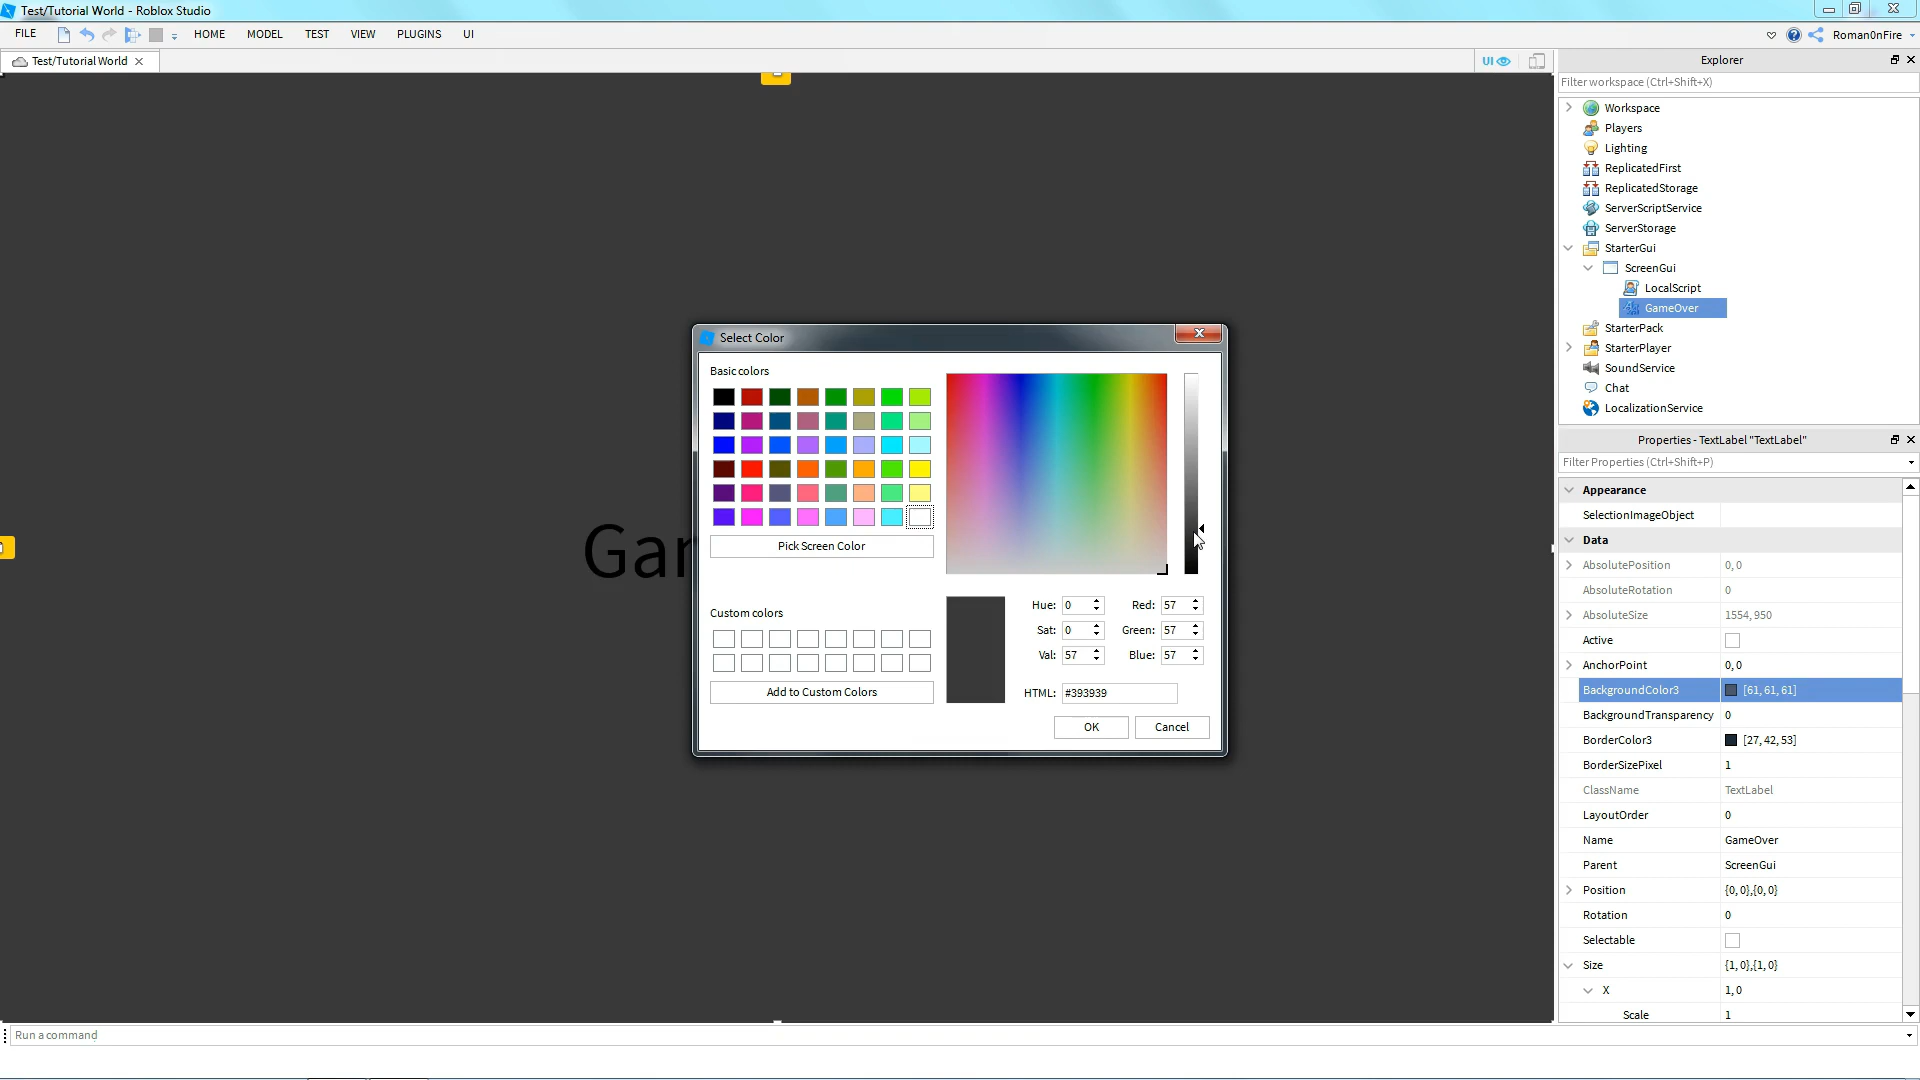 Test/Tutorial World - Roblox Studio
FILE HOME MODEL TEST VIEW PLUGINS UI Roman0nFire
Test/Tutorial World
UI
Explorer
Filter workspace (Ctrl+Shift+X)
Workspace
Players
Lighting
ReplicatedFirst
ReplicatedStorage
ServerScriptService
ServerStorage
StarterGui
ScreenGui
LocalScript
GameOver
StarterPack
StarterPlayer
SoundService
Chat
LocalizationService
Gar
Select Color
Basic colors
Pick Screen Color
Custom colors
Add to Custom Colors
Hue: 0 Red: 57
Sat: 0 Green: 57
Val: 57 Blue: 57
HTML: #393939
OK Cancel
Properties - TextLabel "TextLabel"
Filter Properties (Ctrl+Shift+P)
Appearance
SelectionImageObject
Data
AbsolutePosition 0, 0
AbsoluteRotation 0
AbsoluteSize 1554, 950
Active
AnchorPoint 0, 0
BackgroundColor3 [61, 61, 61]
BackgroundTransparency 0
BorderColor3 [27, 42, 53]
BorderSizePixel 1
ClassName TextLabel
LayoutOrder 0
Name GameOver
Parent ScreenGui
Position {0, 0},{0, 0}
Rotation 0
Selectable
Size {1, 0},{1, 0}
X 1, 0
Scale 1
Run a command